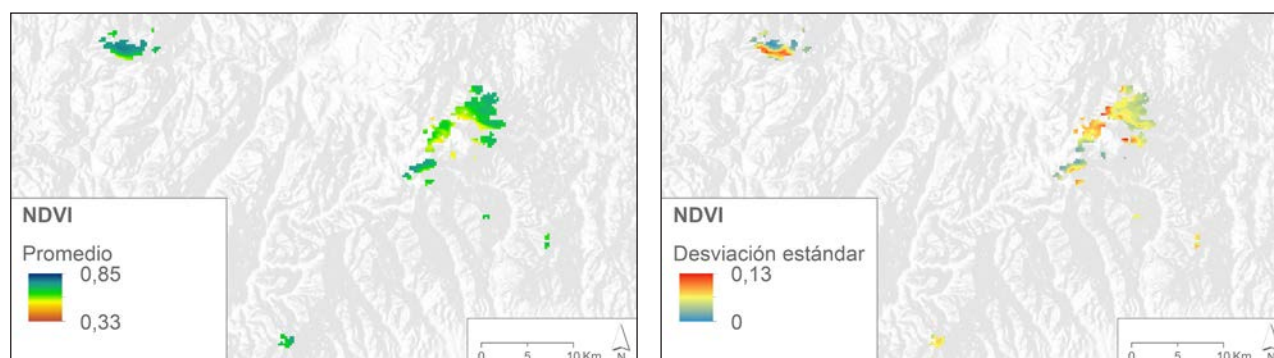 NDVI
Promedio
0,85
0,33
0 5 10 Km
N
NDVI
Desviación estándar
0,13
0
0 5 10 Km
N